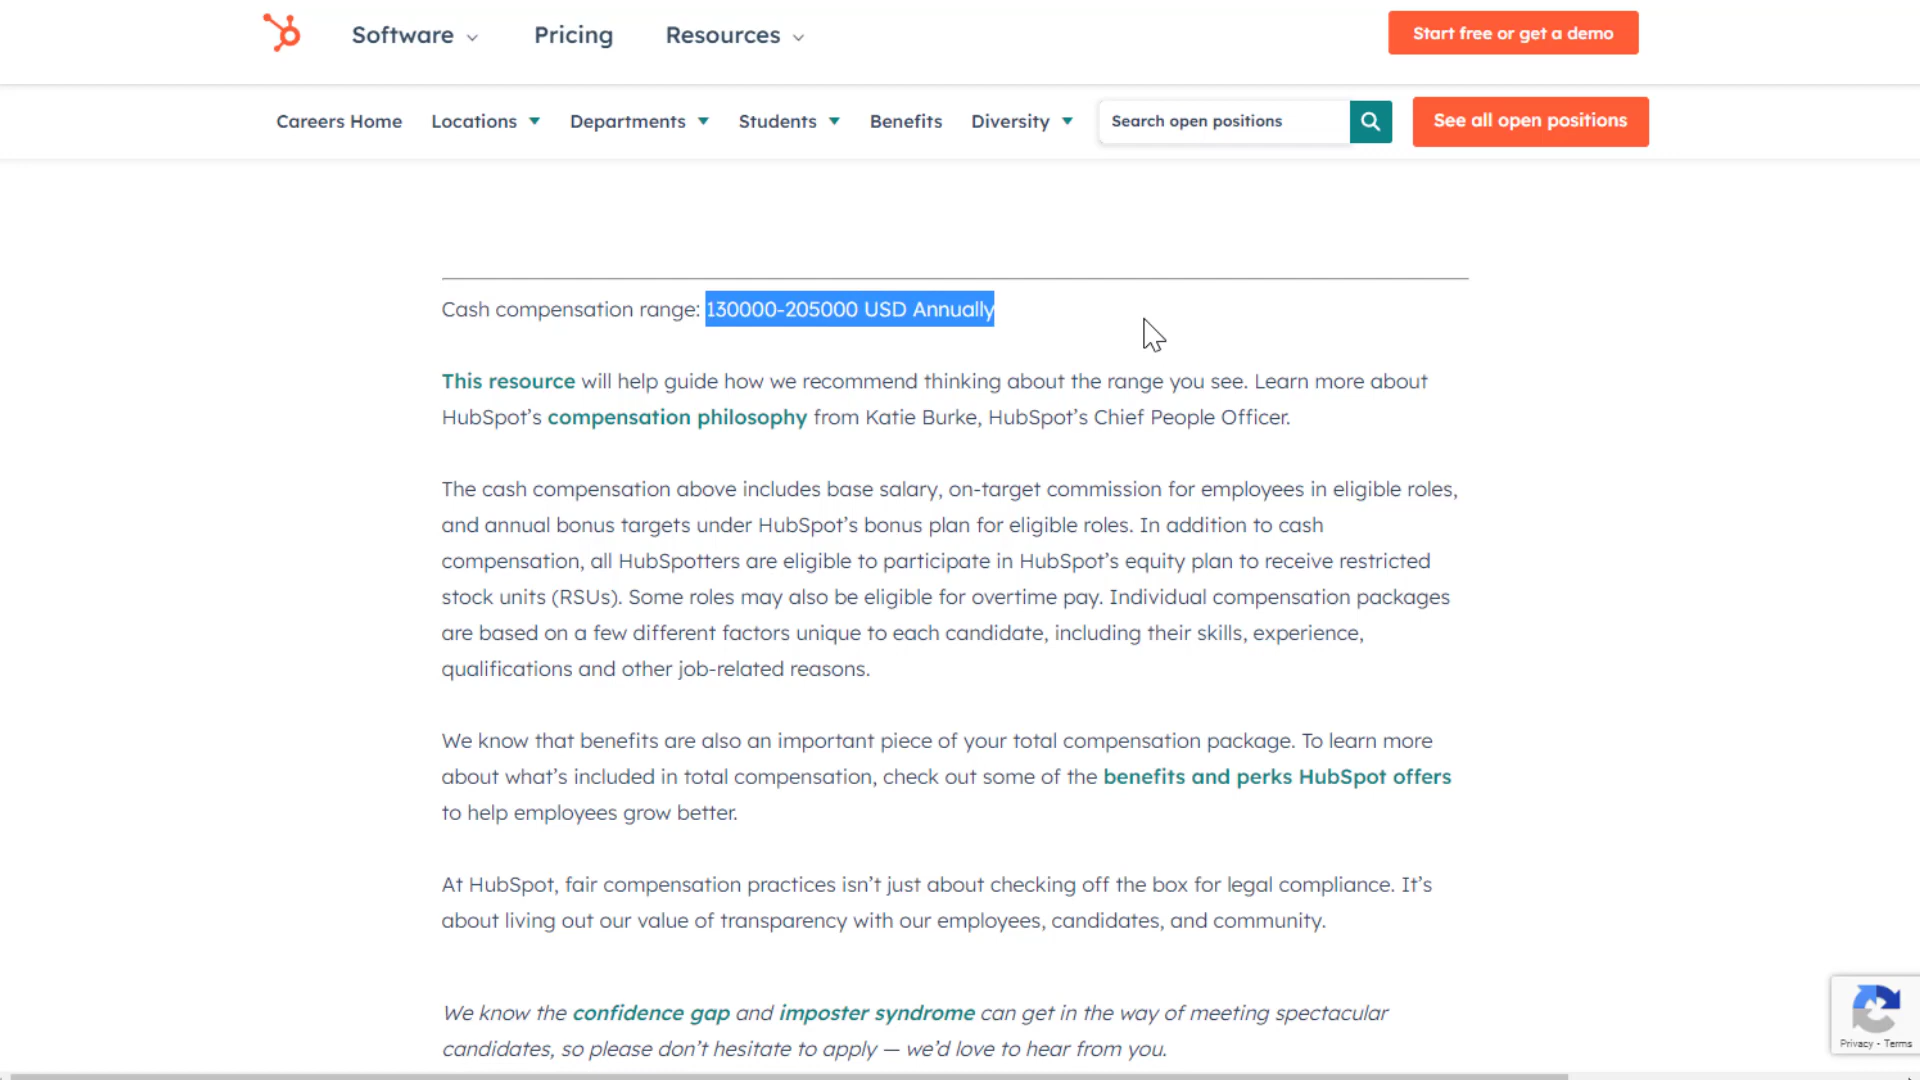 Software Pricing Resources Start free or get a demo
Careers Home Locations Departments Students Benefits Diversity Search open positions See all open positions
Cash compensation range: 130000-205000 USD Annually
This resource will help guide how we recommend thinking about the range you see. Learn more about
HubSpot’s compensation philosophy from Katie Burke, HubSpot’s Chief People Officer.
The cash compensation above includes base salary, on-target commission for employees in eligible roles,
and annual bonus targets under HubSpot’s bonus plan for eligible roles. In addition to cash
compensation, all HubSpotters are eligible to participate in HubSpot’s equity plan to receive restricted
stock units (RSUs). Some roles may also be eligible for overtime pay. Individual compensation packages
are based on a few different factors unique to each candidate, including their skills, experience,
qualifications and other job-related reasons.
We know that benefits are also an important piece of your total compensation package. To learn more
about what’s included in total compensation, check out some of the benefits and perks HubSpot offers
to help employees grow better.
At HubSpot, fair compensation practices isn’t just about checking off the box for legal compliance. It’s
about living out our value of transparency with our employees, candidates, and community.
We know the confidence gap and imposter syndrome can get in the way of meeting spectacular
candidates, so please don’t hesitate to apply — we’d love to hear from you.
Privacy - Terms